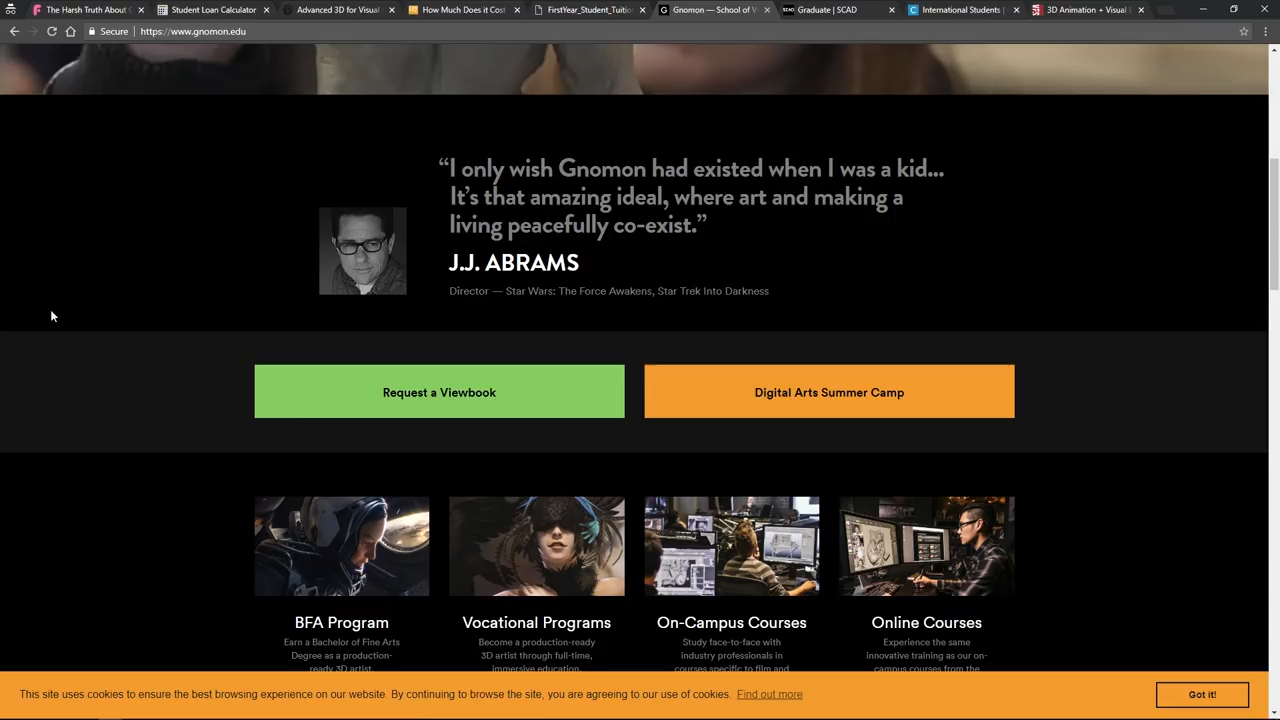 The Harsh Truth About
Student Loan Calculator
Advanced 3D for Visual
How Much Does it Cost
FirstYear_Student_Tuitio
Gnomon — School of V
Graduate | SCAD
International Students |
3D Animation + Visual
Secure
https://www.gnomon.edu
“I only wish Gnomon had existed when I was a kid...
It’s that amazing ideal, where art and making a
living peacefully co-exist.”
J.J. ABRAMS
Director — Star Wars: The Force Awakens, Star Trek Into Darkness
Request a Viewbook
Digital Arts Summer Camp
BFA Program
Earn a Bachelor of Fine Arts
Degree as a production-
ready 3D artist.
Vocational Programs
Become a production-ready
3D artist through full-time,
immersive education.
On-Campus Courses
Study face-to-face with
industry professionals in
courses specific to film and
Online Courses
Experience the same
innovative training as our on-
campus courses from the
This site uses cookies to ensure the best browsing experience on our website. By continuing to browse the site, you are agreeing to our use of cookies. Find out more
Got it!